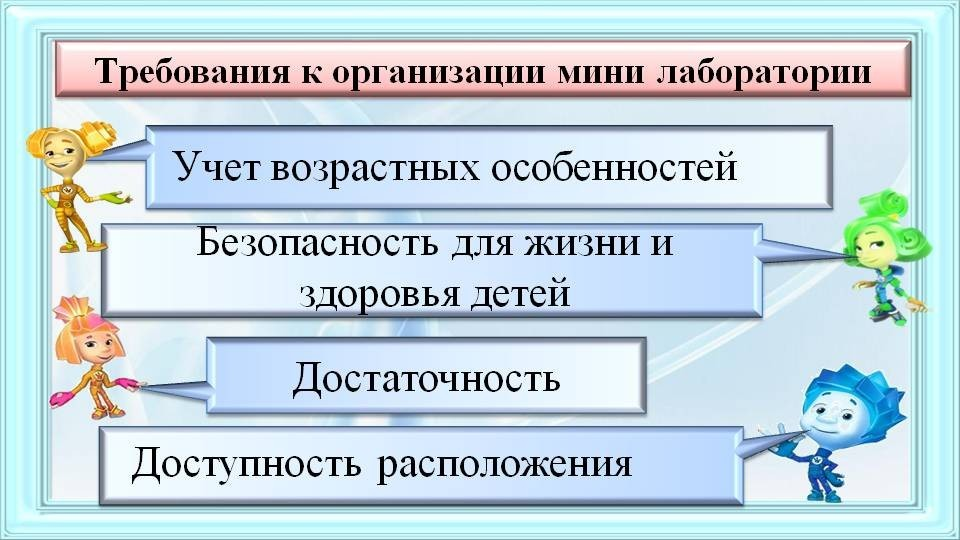 Требования к организации мини лаборатории
Учет возрастных особенностей
Безопасность для жизни и
здоровья детей
Достаточность
Доступность расположения